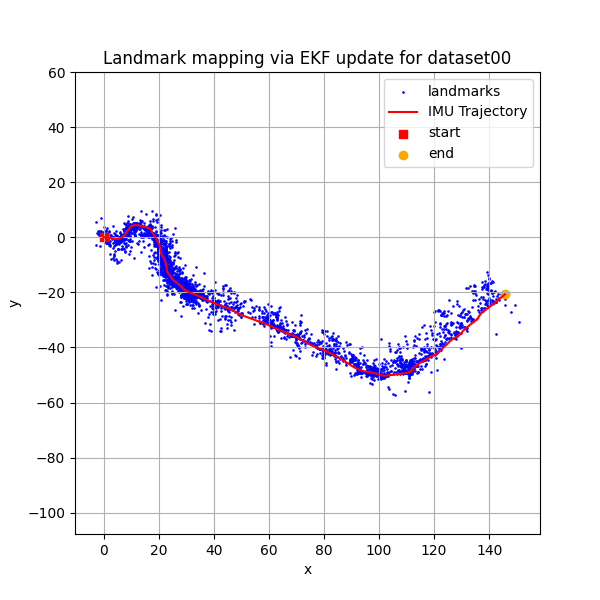 Landmark mapping via EKF update for dataset00
landmarks
IMU Trajectory
start
end
60
40
20
0
−20
−40
−60
−80
−100
y
0 20 40 60 80 100 120 140
x